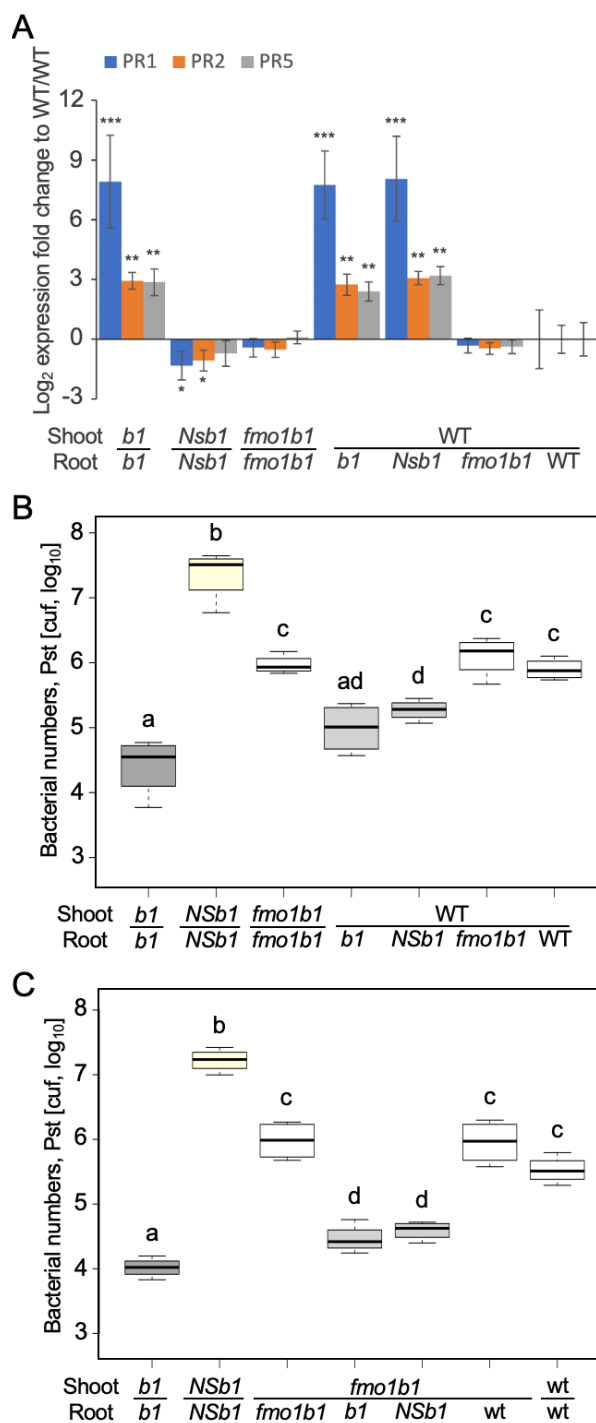 A
PR1 PR2 PR5
Log₂ expression fold change to WT/WT
12
9
6
3
0
-3
***
**
**
*
*
***
**
**
***
**
**
Shoot b1 Nsb1 fmo1b1 WT
Root b1 Nsb1 fmo1b1 b1 Nsb1 fmo1b1 WT
B
Bacterial numbers, Pst [cuf, log₁₀]
8
7
6
5
4
3
a
b
c
ad
d
c
c
Shoot b1 NSb1 fmo1b1 WT
Root b1 NSb1 fmo1b1 b1 NSb1 fmo1b1 WT
C
Bacterial numbers, Pst [cuf, log₁₀]
8
7
6
5
4
3
a
b
c
d
d
c
c
Shoot b1 NSb1 fmo1b1 wt
Root b1 NSb1 fmo1b1 b1 NSb1 wt wt